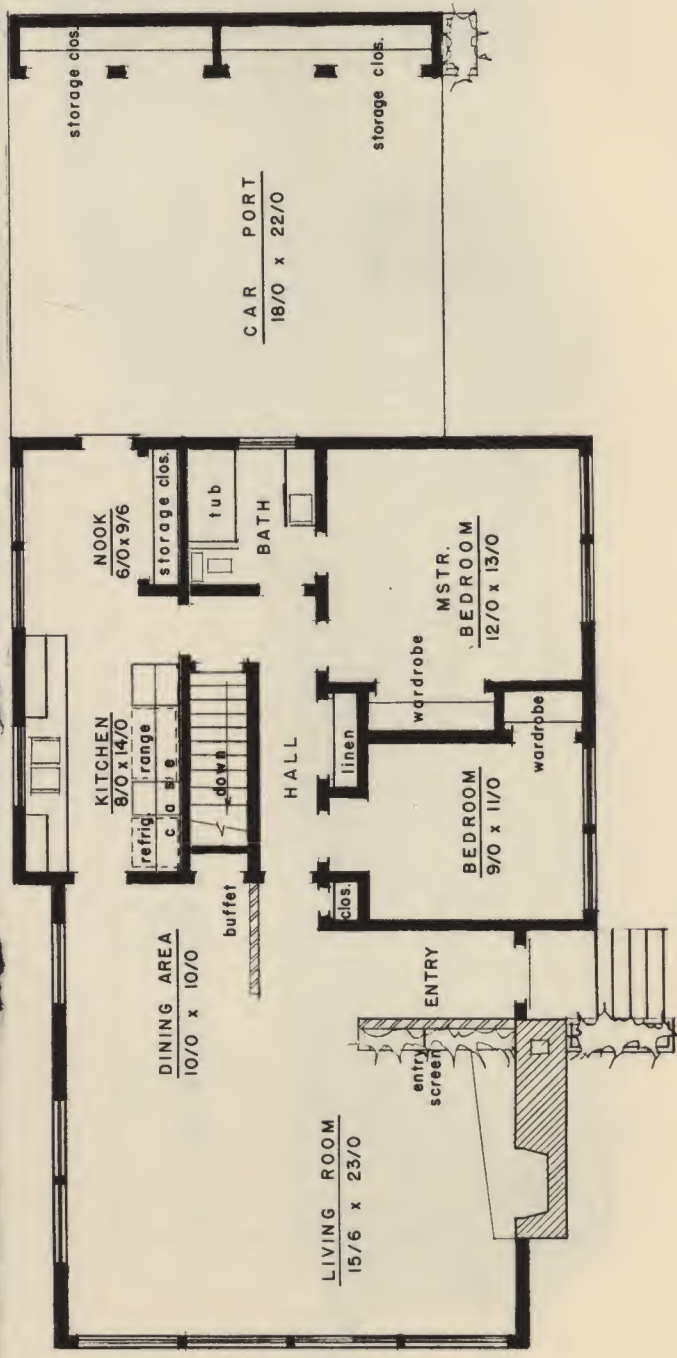 storage clos.
storage clos.
CAR PORT
18/0 x 22/0
NOOK
6/0 x 9/6
storage clos.
tub
BATH
MSTR.
BEDROOM
12/0 x 13/0
wardrobe
wardrobe
KITCHEN
8/0 x 14/0
refrig.
range
case
down
HALL
linen
BEDROOM
9/0 x 11/0
clos.
buffet
DINING AREA
10/0 x 10/0
ENTRY
entry
screen
LIVING ROOM
15/6 x 23/0